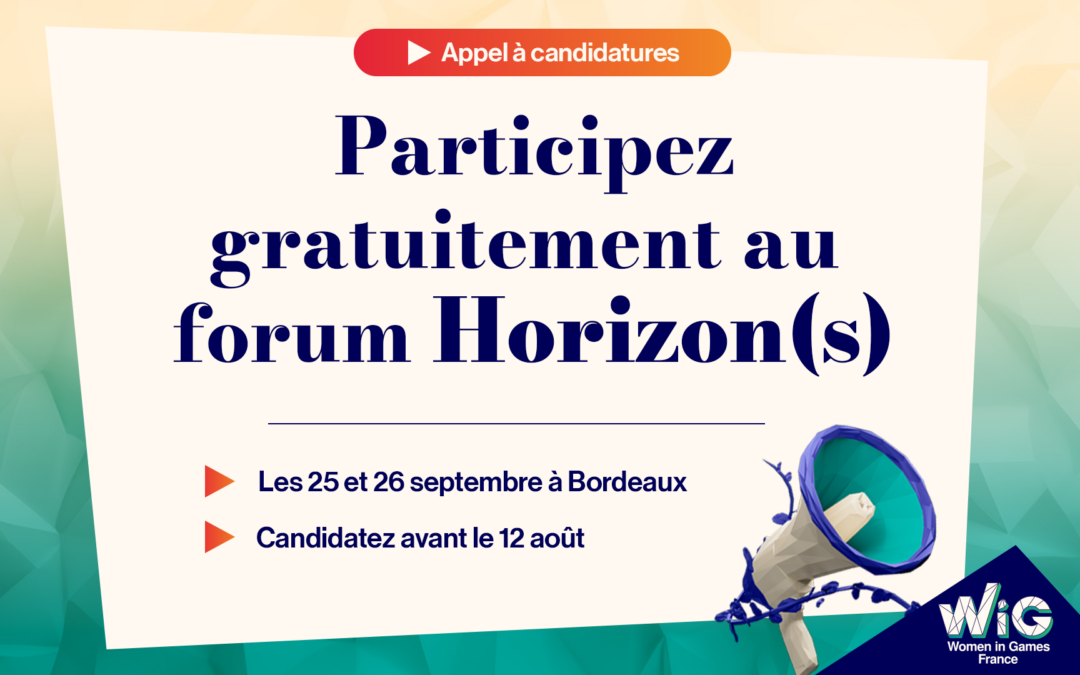 Appel à candidatures
Participez
gratuitement au
forum Horizon(s)
Les 25 et 26 septembre à Bordeaux
Candidatez avant le 12 août
WiG
Women in Games
France